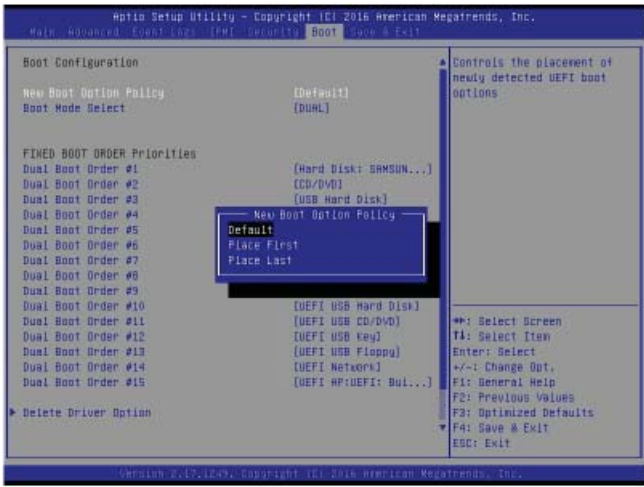 Aptio Setup Utility - Copyright (C) 2016 American Megatrends, Inc.
Main Advanced Event Logs IPMI Security Boot Save & Exit
Boot Configuration
New Boot Option Policy [Default]
Boot Mode Select [DUAL]
FIXED BOOT ORDER Priorities
Dual Boot Order #1 [Hard Disk: SAMSUN...]
Dual Boot Order #2 [CD/DVD]
Dual Boot Order #3 [USB Hard Disk]
Dual Boot Order #4
Dual Boot Order #5
Dual Boot Order #6
Dual Boot Order #7
Dual Boot Order #8
Dual Boot Order #9
Dual Boot Order #10 [UEFI USB Hard Disk]
Dual Boot Order #11 [UEFI USB CD/DVD]
Dual Boot Order #12 [UEFI USB Key]
Dual Boot Order #13 [UEFI USB Floppy]
Dual Boot Order #14 [UEFI Network]
Dual Boot Order #15 [UEFI AP:UEFI: Bui...]
Delete Driver Option
New Boot Option Policy
Default
Place First
Place Last
Controls the placement of
newly detected UEFI boot
options
: Select Screen
↑↓: Select Item
Enter: Select
+/-: Change Opt.
F1: General Help
F2: Previous Values
F3: Optimized Defaults
F4: Save & Exit
ESC: Exit
Version 2.17.1249. Copyright (C) 2016 American Megatrends, Inc.